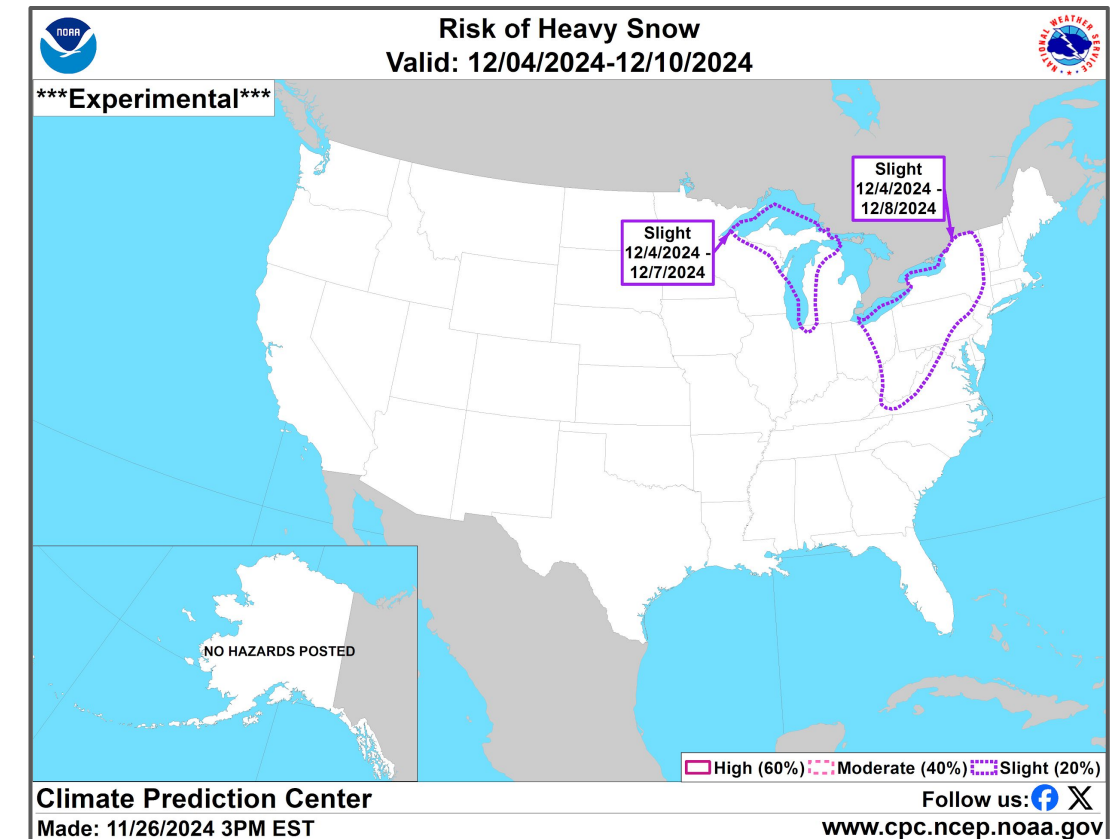 NOAA
Risk of Heavy Snow
Valid: 12/04/2024-12/10/2024
NATIONAL WEATHER SERVICE
***Experimental***
Slight
12/4/2024 -
12/8/2024
Slight
12/4/2024 -
12/7/2024
NO HAZARDS POSTED
High (60%) Moderate (40%) Slight (20%)
Climate Prediction Center
Follow us:
Made: 11/26/2024 3PM EST
www.cpc.ncep.noaa.gov